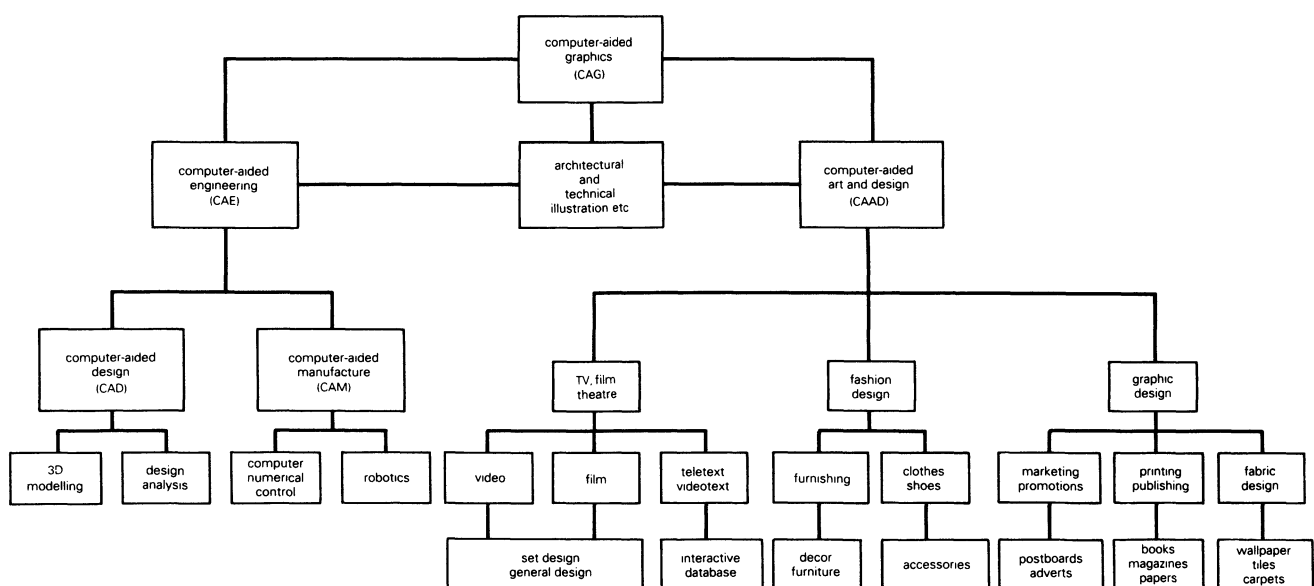 computer-aided
graphics
(CAG)
computer-aided
engineering
(CAE)
architectural
and
technical
illustration etc
computer-aided
art and design
(CAAD)
computer-aided
design
(CAD)
computer-aided
manufacture
(CAM)
TV, film
theatre
fashion
design
graphic
design
3D
modelling
design
analysis
computer
numerical
control
robotics
video
film
teletext
videotext
furnishing
clothes
shoes
marketing
promotions
printing
publishing
fabric
design
set design
general design
interactive
database
decor
furniture
accessories
postboards
adverts
books
magazines
papers
wallpaper
tiles
carpets